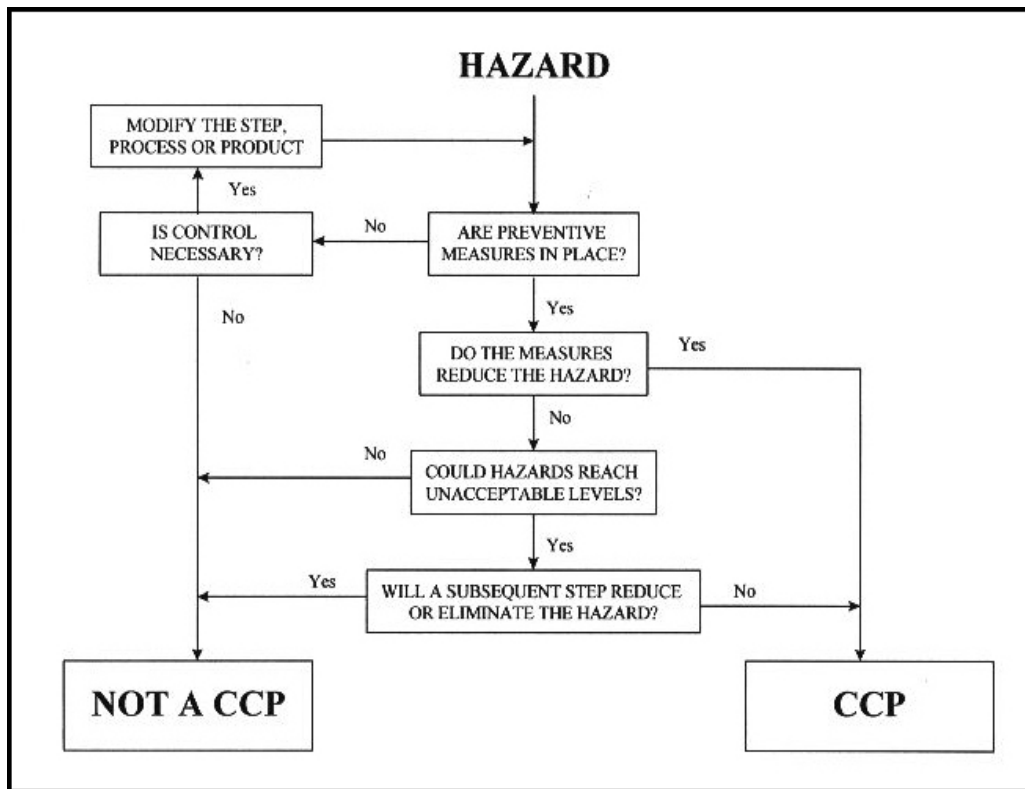 HAZARD
MODIFY THE STEP,
PROCESS OR PRODUCT
Yes
IS CONTROL
NECESSARY?
No
ARE PREVENTIVE
MEASURES IN PLACE?
No
Yes
DO THE MEASURES
REDUCE THE HAZARD?
Yes
No
No
COULD HAZARDS REACH
UNACCEPTABLE LEVELS?
Yes
Yes
WILL A SUBSEQUENT STEP REDUCE
OR ELIMINATE THE HAZARD?
No
NOT A CCP
CCP